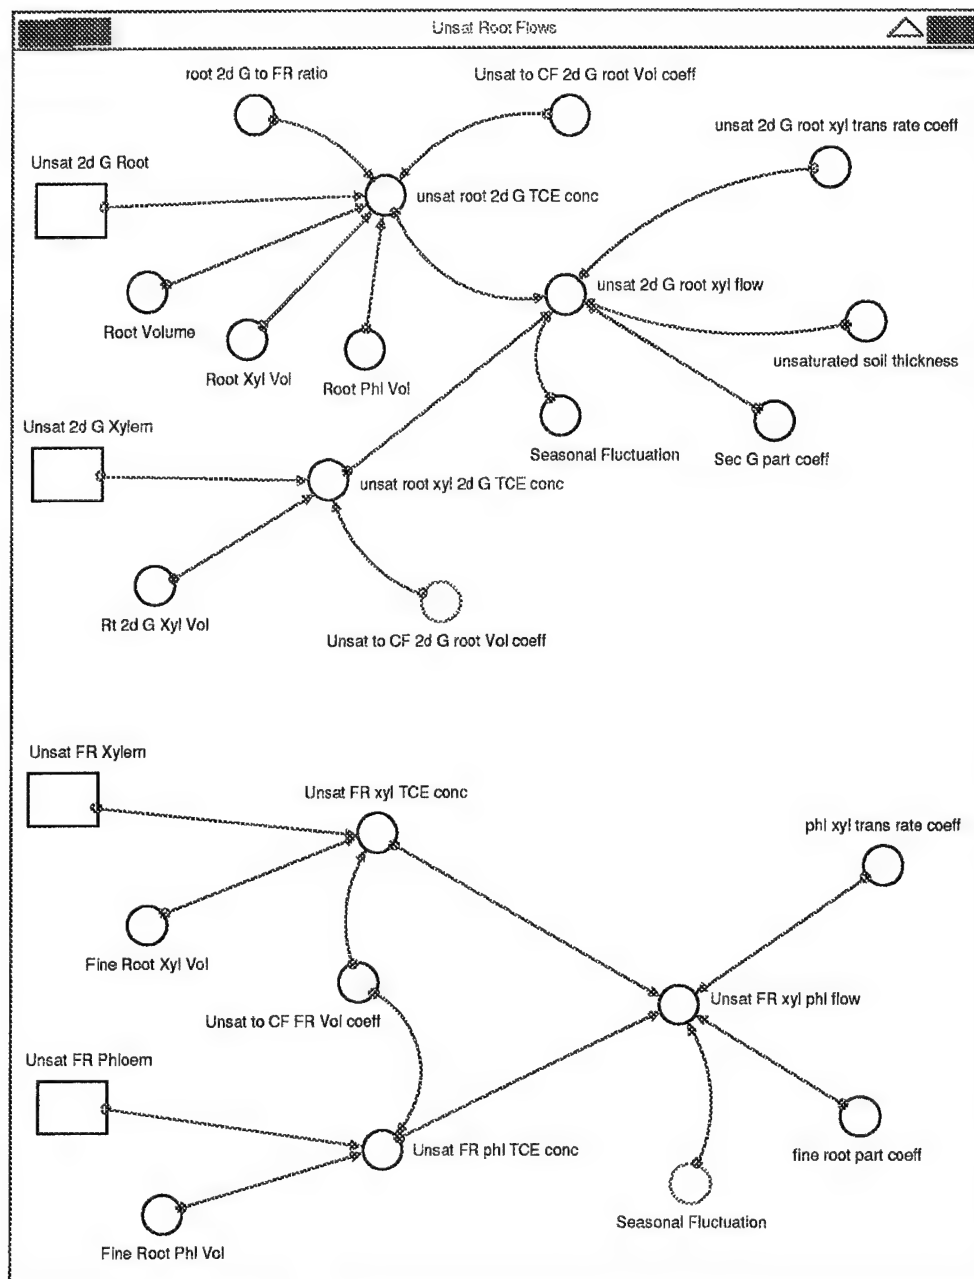 Unsat Root Flows
root 2d G to FR ratio
Unsat to CF 2d G root Vol coeff
unsat 2d G root xyl trans rate coeff
Unsat 2d G Root
unsat root 2d G TCE conc
unsat 2d G root xyl flow
Root Volume
Root Xyl Vol
Root Phl Vol
unsaturated soil thickness
Unsat 2d G Xylem
Seasonal Fluctuation
Sec G part coeff
unsat root xyl 2d G TCE conc
Rt 2d G Xyl Vol
Unsat to CF 2d G root Vol coeff
Unsat FR Xylem
Unsat FR xyl TCE conc
phl xyl trans rate coeff
Fine Root Xyl Vol
Unsat FR xyl phl flow
Unsat to CF FR Vol coeff
Unsat FR Phloem
Unsat FR phl TCE conc
fine root part coeff
Seasonal Fluctuation
Fine Root Phl Vol